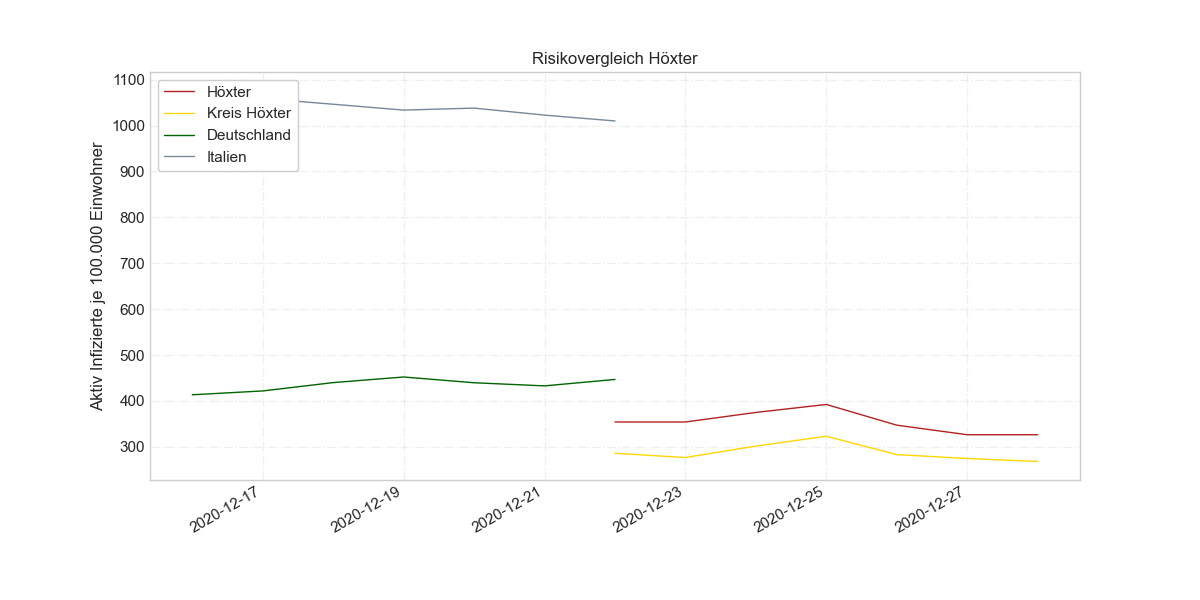 Risikovergleich Höxter
Höxter
Kreis Höxter
Deutschland
Italien
Aktiv Infizierte je 100.000 Einwohner
1100
1000
900
800
700
600
500
400
300
2020-12-17
2020-12-19
2020-12-21
2020-12-23
2020-12-25
2020-12-27